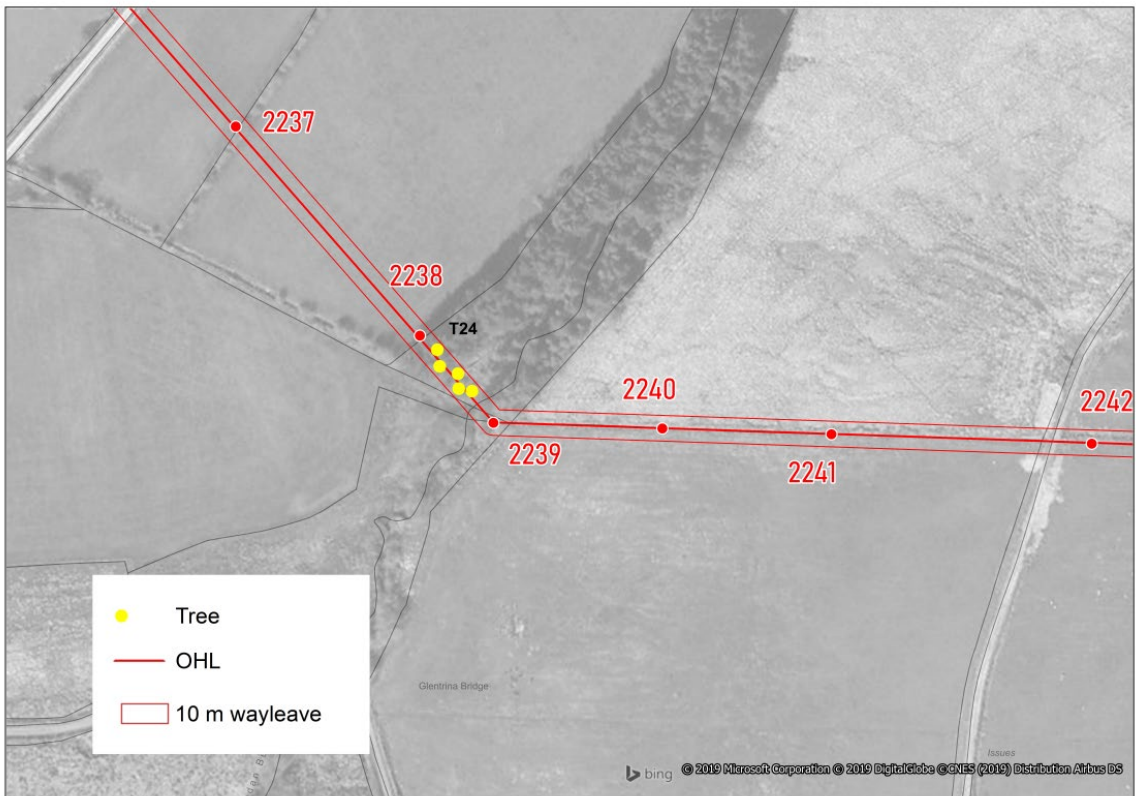 2237
2238
T24
2240
2242
2239
2241
Tree
OHL
10 m wayleave
Glentrina Bridge
Issues
bing © 2019 Microsoft Corporation © 2019 DigitalGlobe ©CNES (2019) Distribution Airbus DS